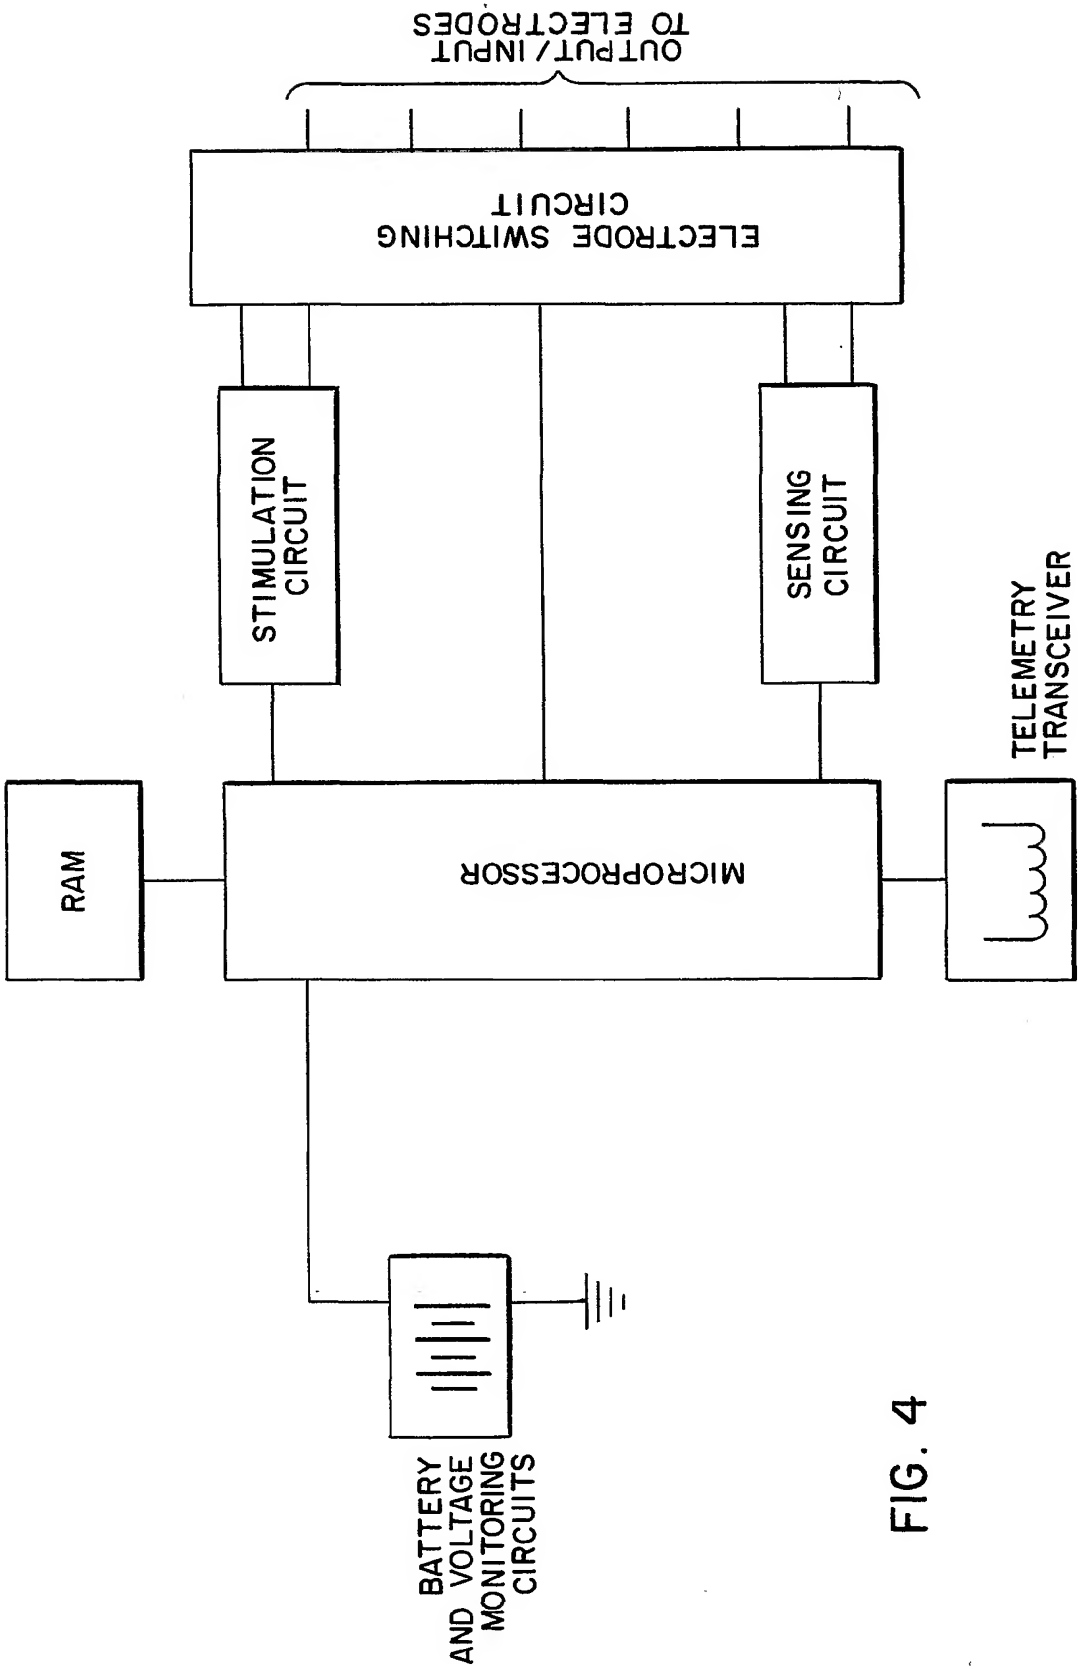 OUTPUT/INPUT
TO ELECTRODES
ELECTRODE SWITCHING
CIRCUIT
STIMULATION
CIRCUIT
SENSING
CIRCUIT
RAM
MICROPROCESSOR
TELEMETRY
TRANSCEIVER
BATTERY
AND VOLTAGE
MONITORING
CIRCUITS
FIG. 4